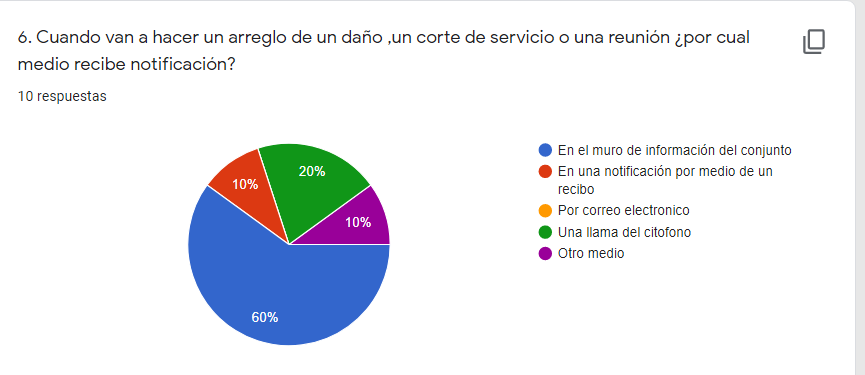 6. Cuando van a hacer un arreglo de un daño ,un corte de servicio o una reunión ¿por cual
medio recibe notificación?
10 respuestas
20%
10%
10%
60%
En el muro de información del conjunto
En una notificación por medio de un
recibo
Por correo electronico
Una llama del citofono
Otro medio